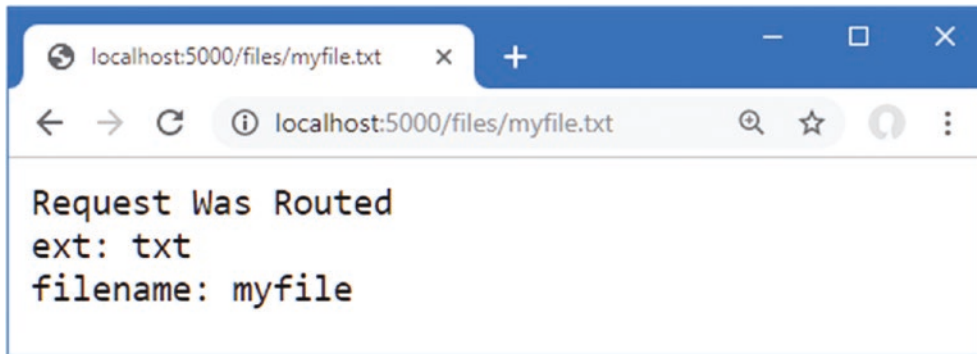 localhost:5000/files/myfile.txt
localhost:5000/files/myfile.txt
Request Was Routed
ext: txt
filename: myfile